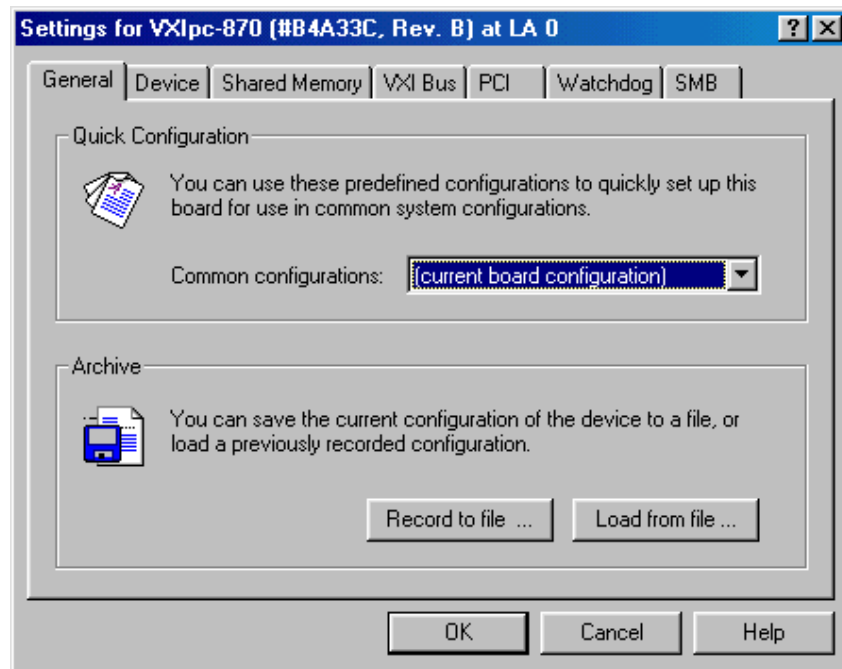 Settings for VXIpc-870 (#B4A33C, Rev. B) at LA 0
General Device Shared Memory VXI Bus PCI Watchdog SMB
Quick Configuration
You can use these predefined configurations to quickly set up this
board for use in common system configurations.
Common configurations: (current board configuration)
Archive
You can save the current configuration of the device to a file, or
load a previously recorded configuration.
Record to file ... Load from file ...
OK Cancel Help